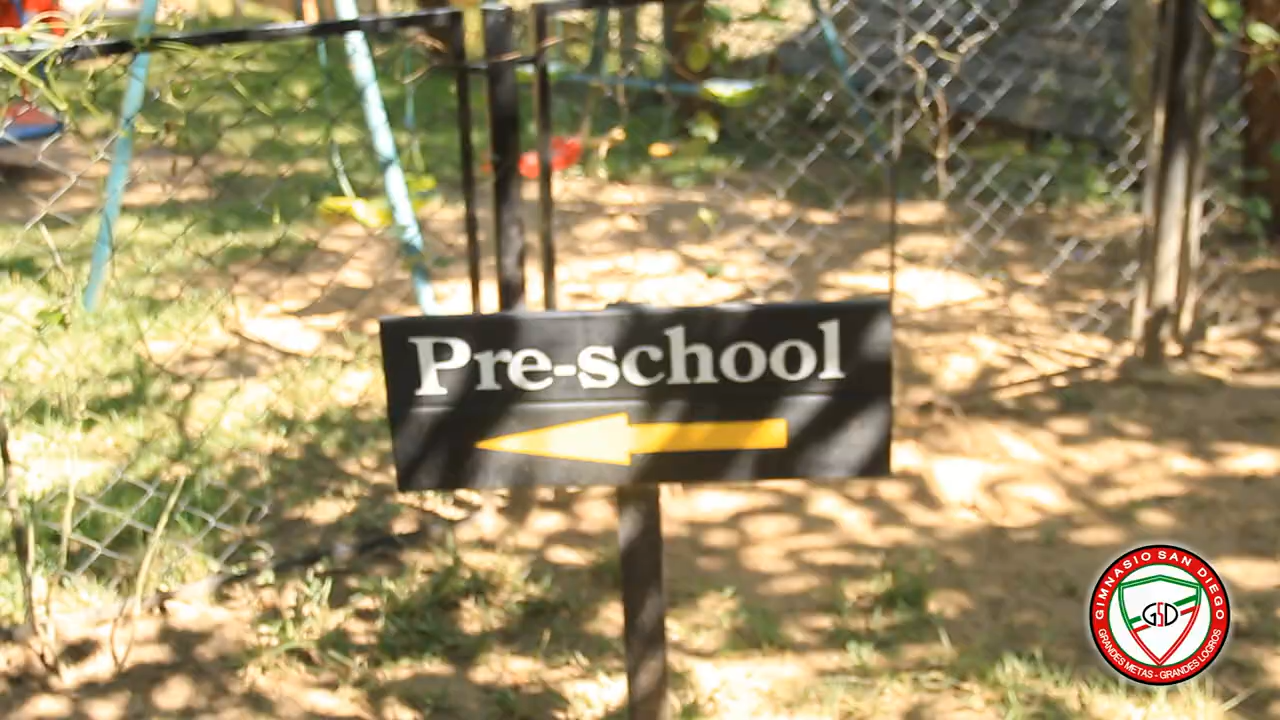 Pre-school
GIMNASIO SAN DIEGO
GSD
GRANDES METAS - GRANDES LOGROS